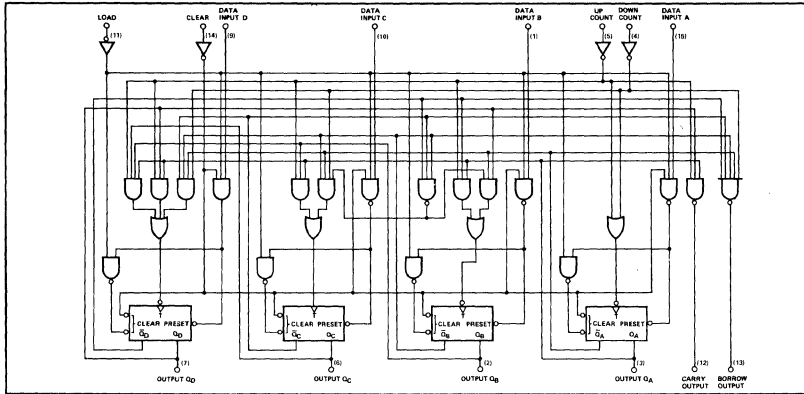 LOAD
CLEAR
DATA INPUT D
DATA INPUT C
DATA INPUT B
UP COUNT
DOWN COUNT
DATA INPUT A
(11)
(14)
(9)
(10)
(1)
(5)
(4)
(15)
CLEAR PRESET
Q̄D QD
CLEAR PRESET
Q̄C QC
CLEAR PRESET
Q̄B QB
CLEAR PRESET
Q̄A QA
(7)
(6)
(2)
(3)
(12)
(13)
OUTPUT QD
OUTPUT QC
OUTPUT QB
OUTPUT QA
CARRY OUTPUT
BORROW OUTPUT